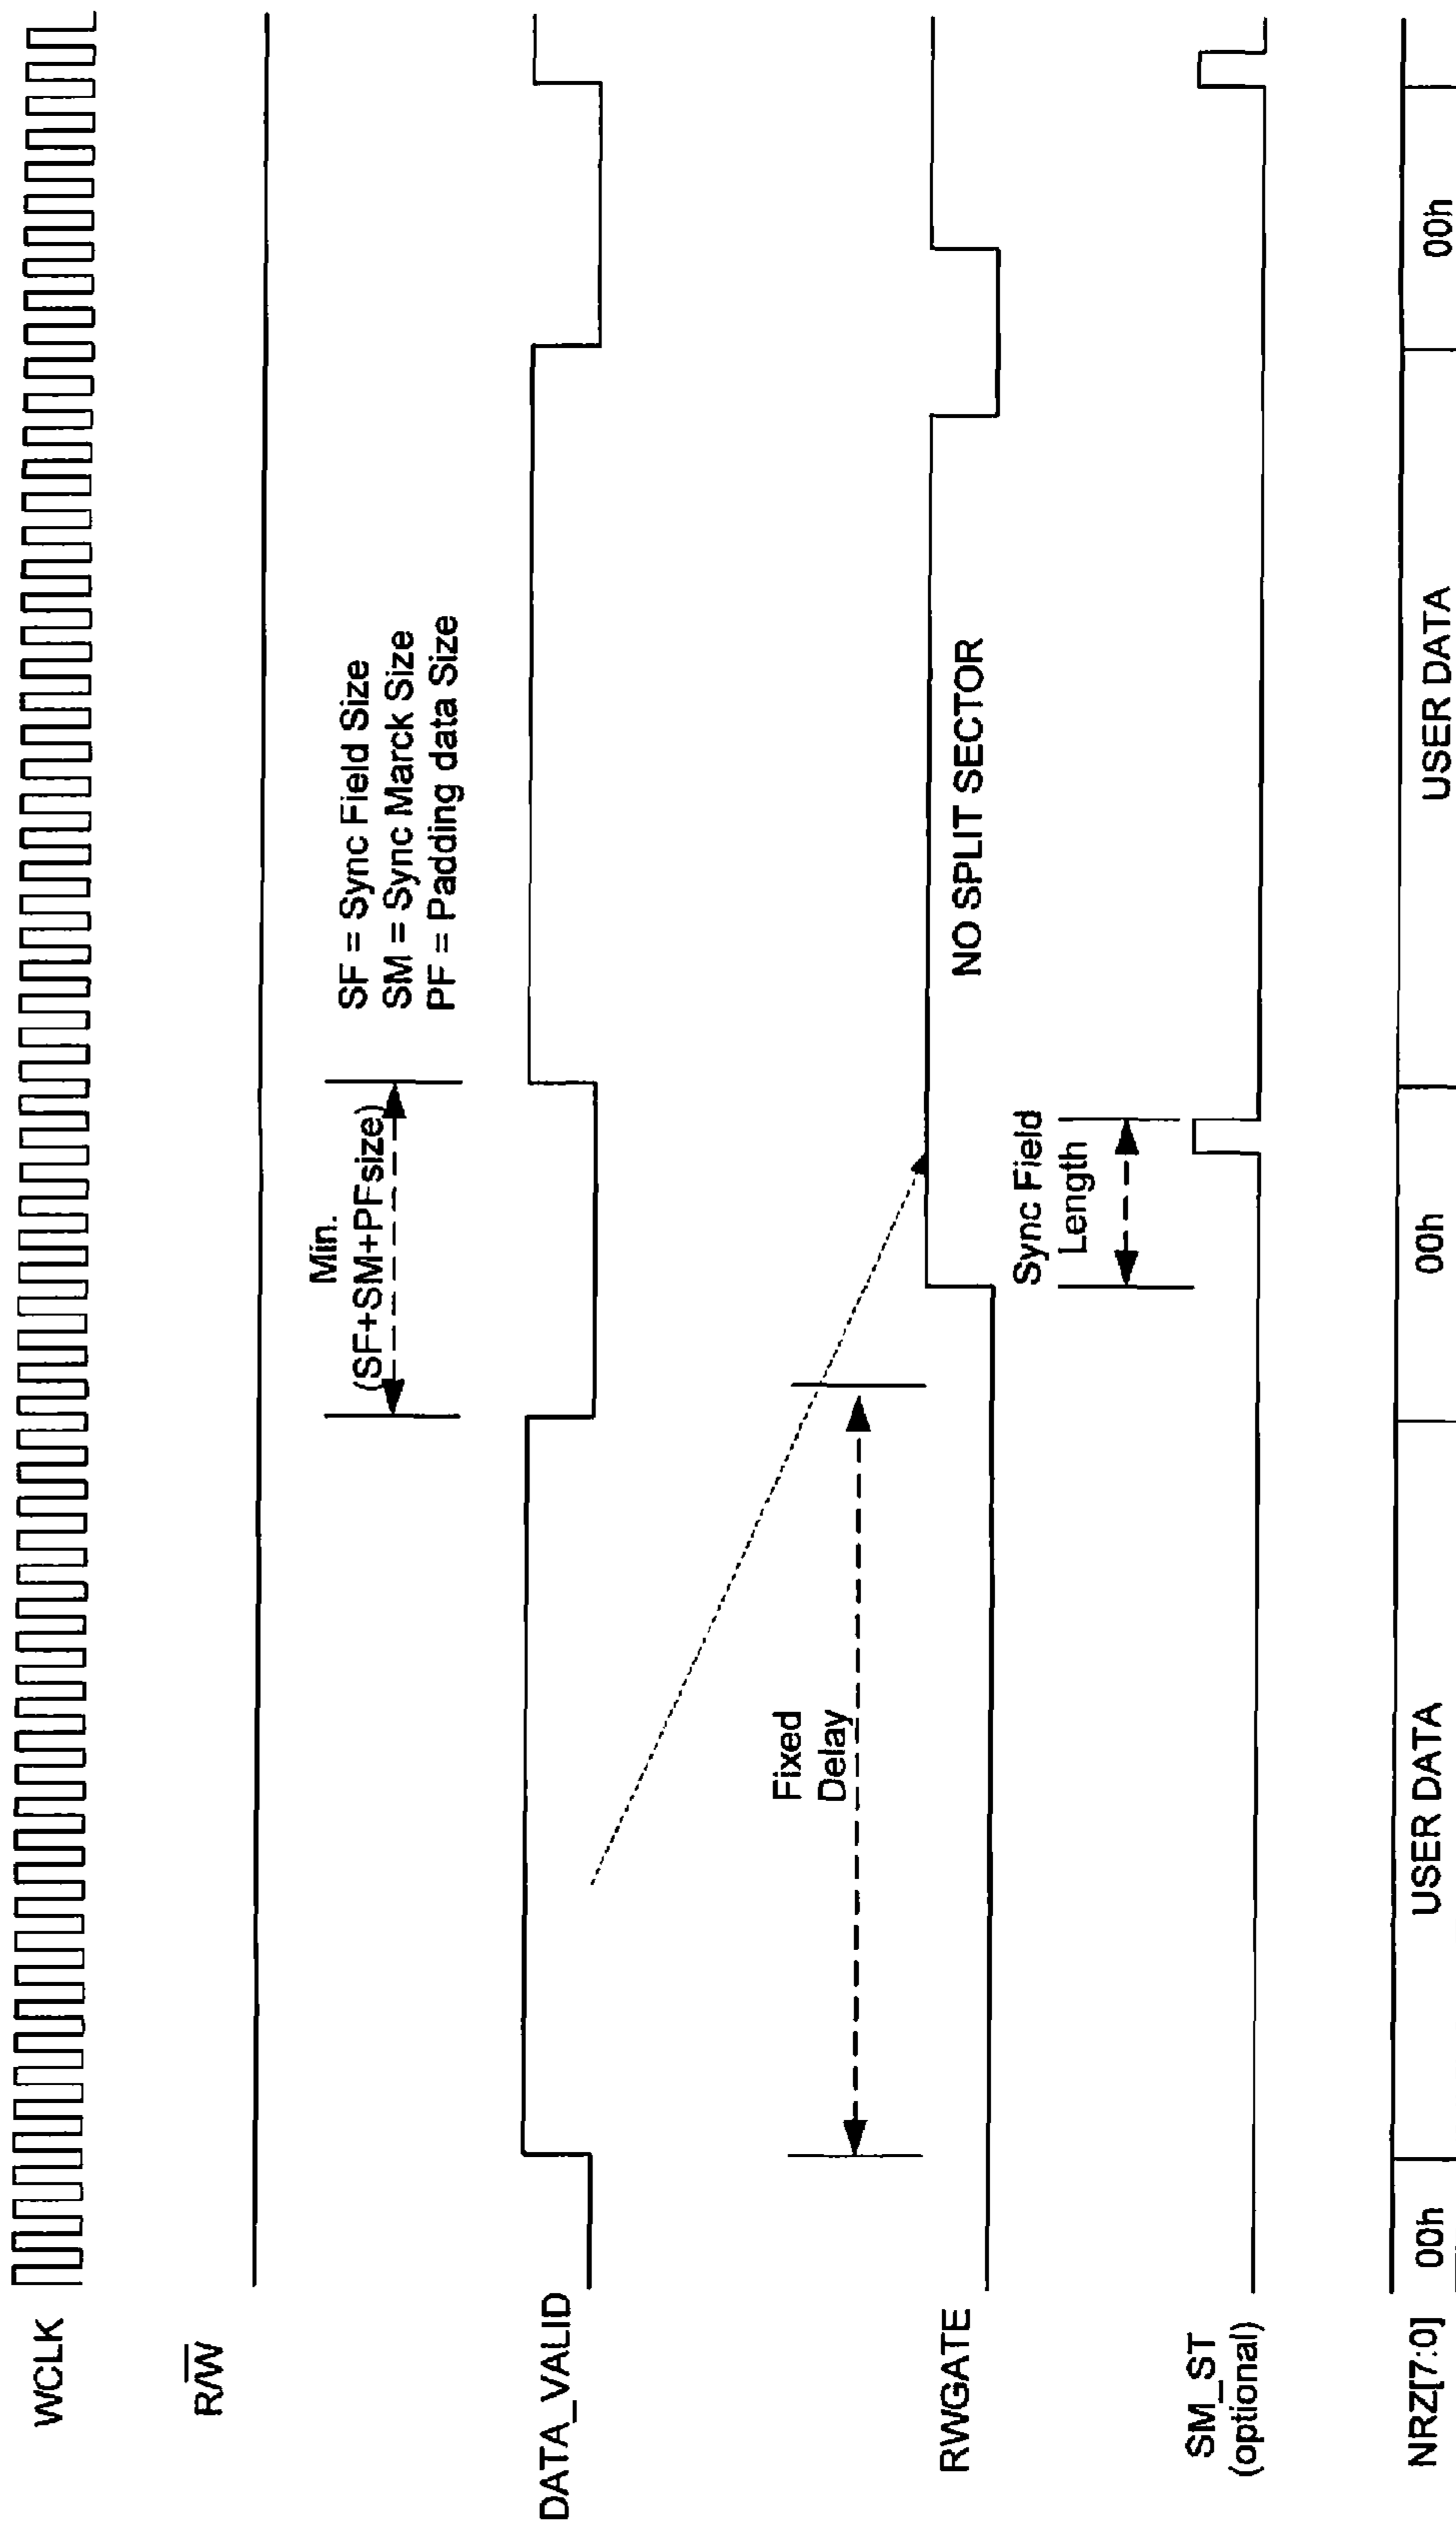 WCLK
R/W̅
Min.
(SF+SM+PFsize)
SF = Sync Field Size
SM = Sync Marck Size
PF = Padding data Size
DATA_VALID
Fixed
Delay
RWGATE
NO SPLIT SECTOR
Sync Field
Length
SM_ST
(optional)
NRZ[7:0]
00h
USER DATA
00h
USER DATA
00h